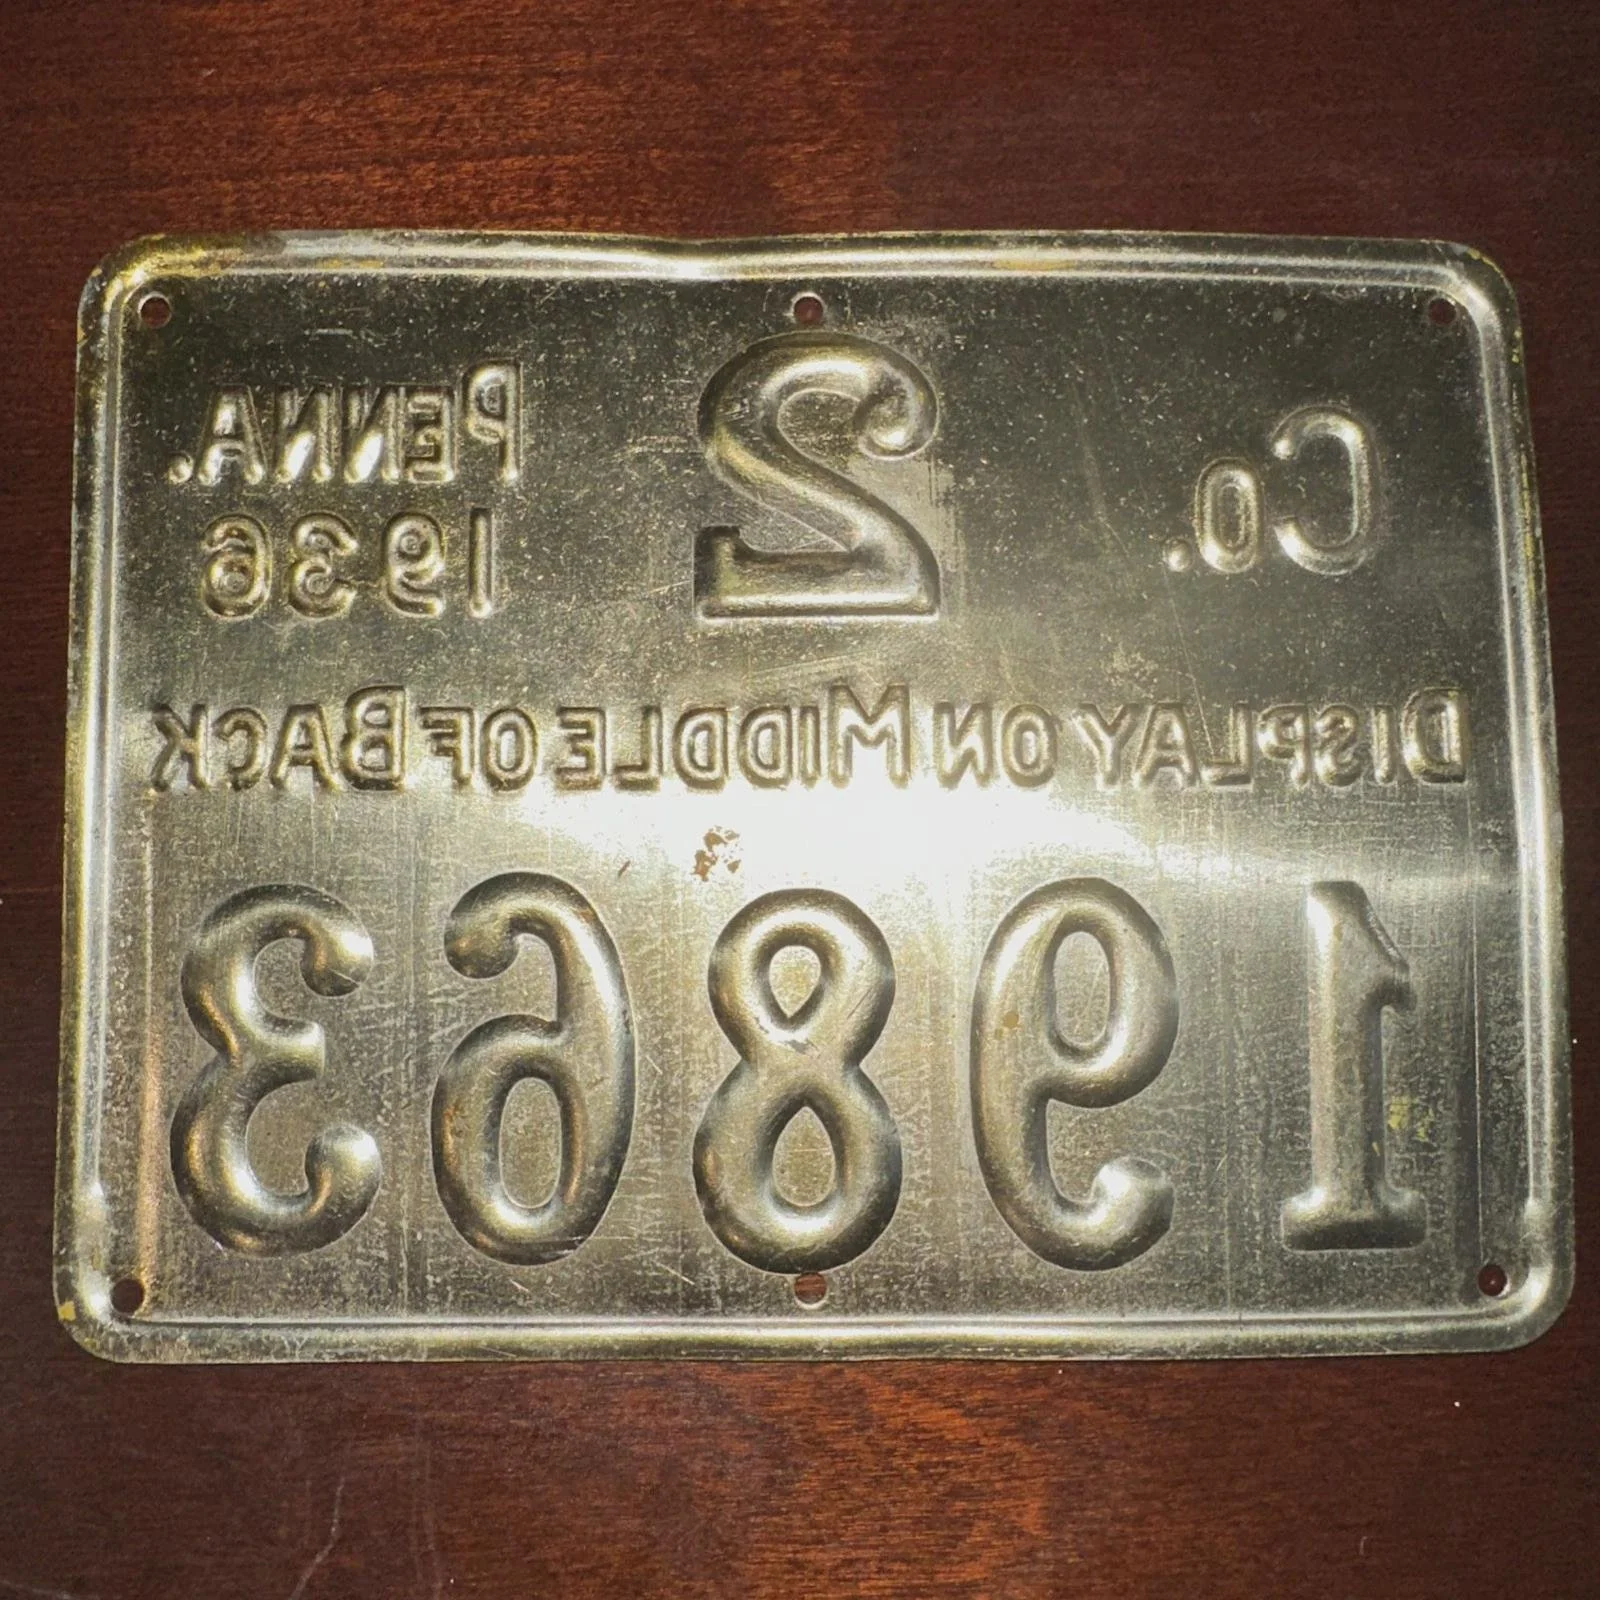 Co. 2 PENNA.
1936
DISPLAY ON MIDDLE OF BACK
19863